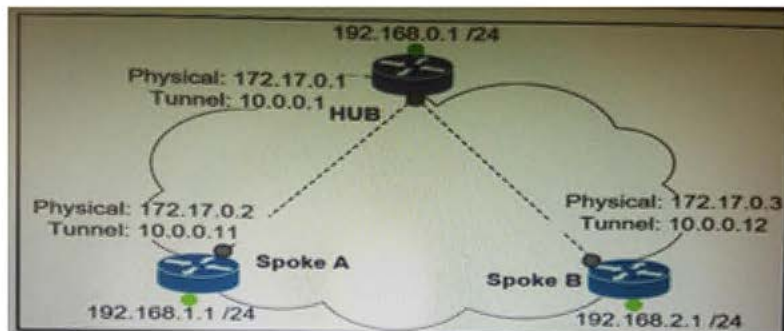 192.168.0.1 /24
Physical: 172.17.0.1
Tunnel: 10.0.0.1
HUB
Physical: 172.17.0.2
Tunnel: 10.0.0.11
Spoke A
192.168.1.1 /24
Physical: 172.17.0.3
Tunnel: 10.0.0.12
Spoke B
192.168.2.1 /24